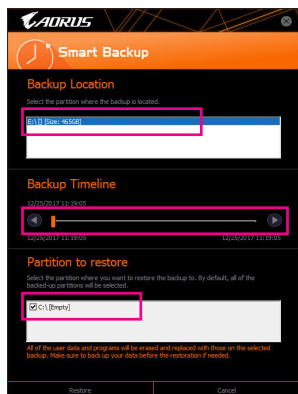 AORUS
Smart Backup
Backup Location
Select the partition where the backup is located.
E:\ [] [Size: 465GB]
Backup Timeline
12/25/2017 11:19:05
12/25/2017 11:19:05 12/25/2017 11:19:05
Partition to restore
Select the partition where you want to restore the backup to. By default, all of the
backed-up partitions will be selected.
C:\ [Empty]
All of the user data and programs will be erased and replaced with those on the selected
backup. Make sure to back up your data before the restoration if needed.
Restore Cancel